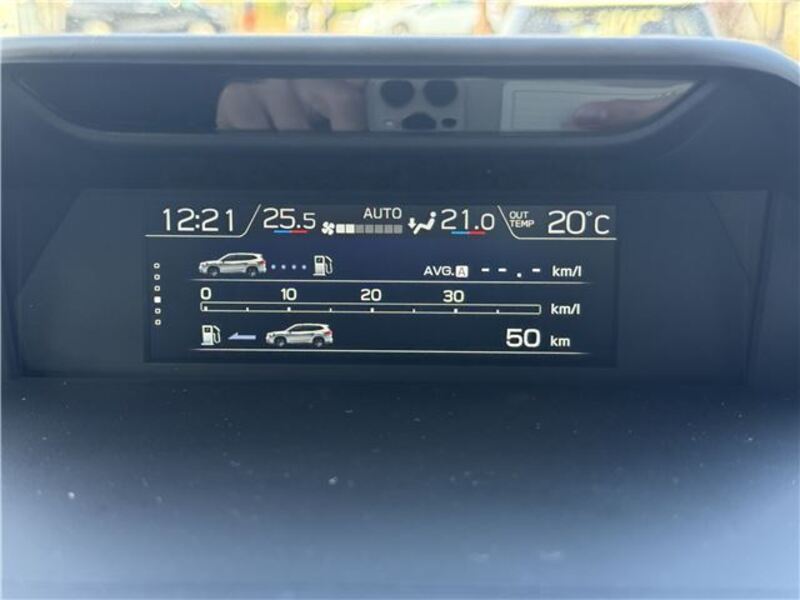 12:21 25.5 AUTO 21.0 OUT TEMP 20°C
AVG. A --.- km/l
0 10 20 30
km/l
50 km